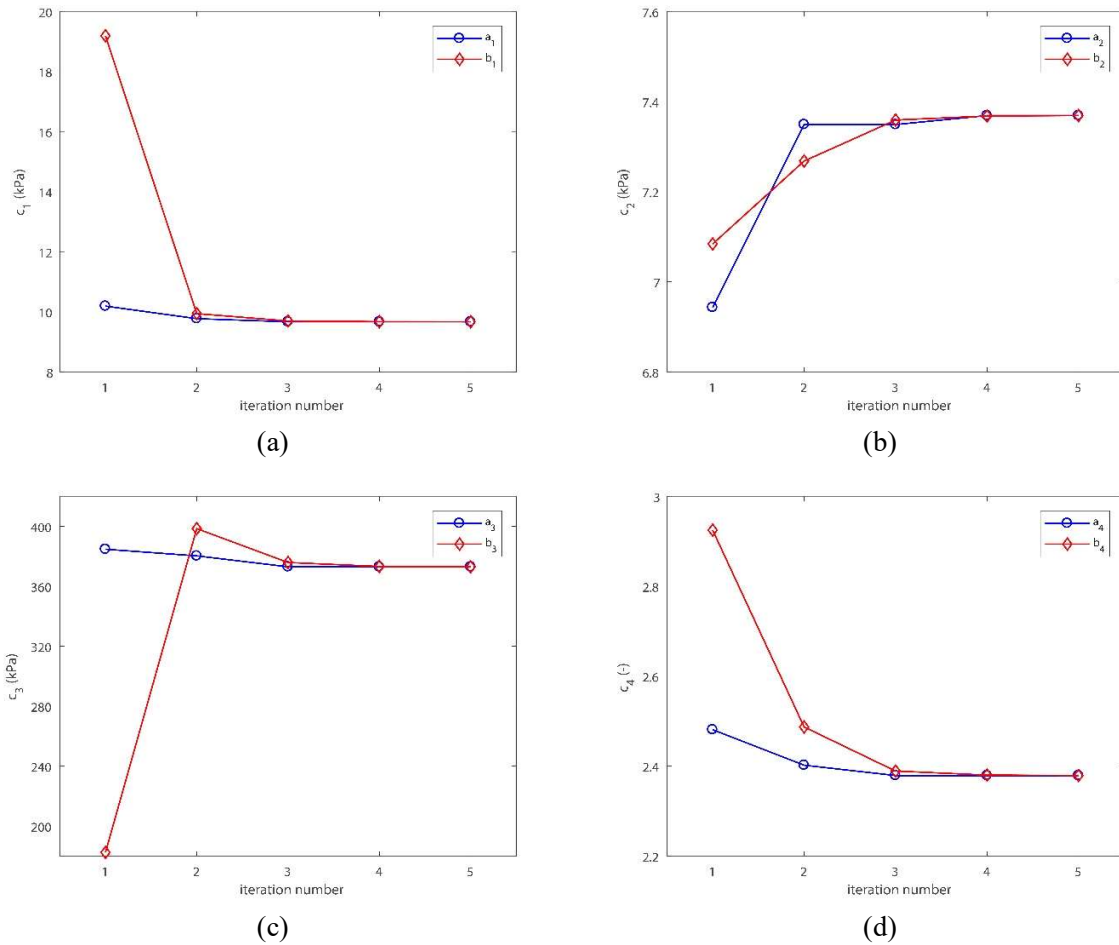 20
18
16
14
12
10
8
c₁ (kPa)
1 2 3 4 5
iteration number
a₁
b₁
(a)
7.6
7.4
7.2
7
6.8
c₂ (kPa)
1 2 3 4 5
iteration number
a₂
b₂
(b)
400
360
320
280
240
200
c₃ (kPa)
1 2 3 4 5
iteration number
a₃
b₃
(c)
3
2.8
2.6
2.4
2.2
c₄ (-)
1 2 3 4 5
iteration number
a₄
b₄
(d)